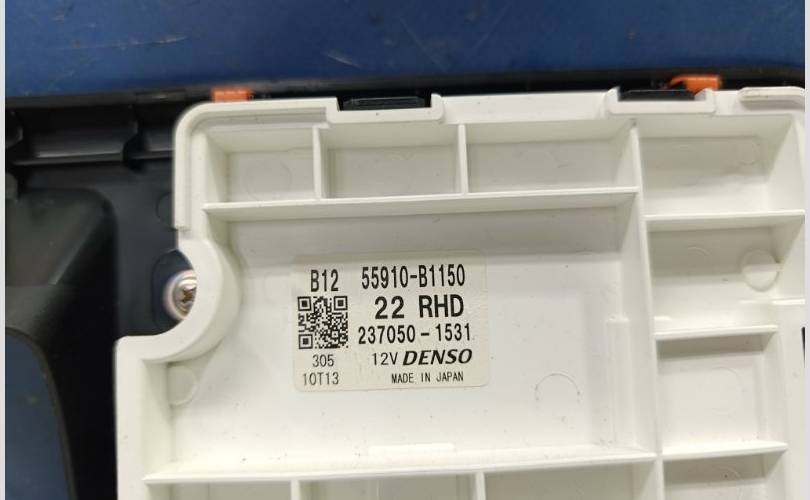 B12 55910-B1150
22 RHD
237050-1531
305 12V DENSO
10T13 MADE IN JAPAN